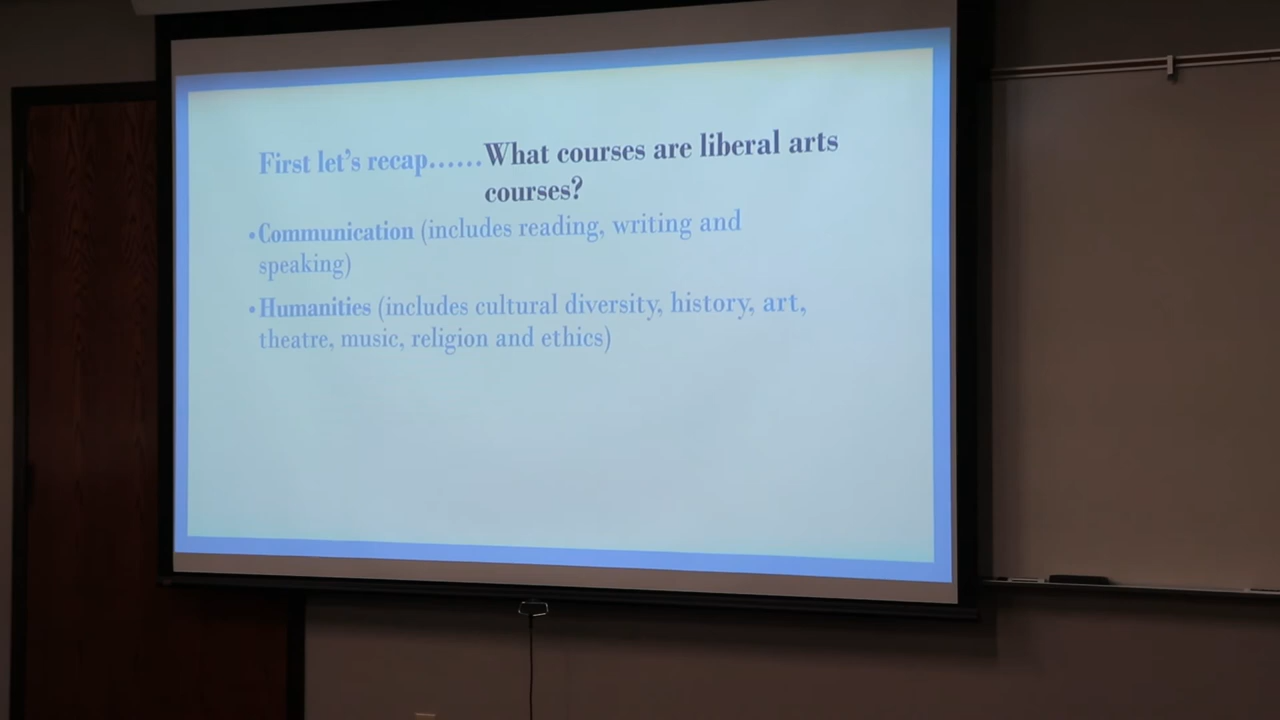 First let's recap......What courses are liberal arts
courses?
•Communication (includes reading, writing and
speaking)
•Humanities (includes cultural diversity, history, art,
theatre, music, religion and ethics)